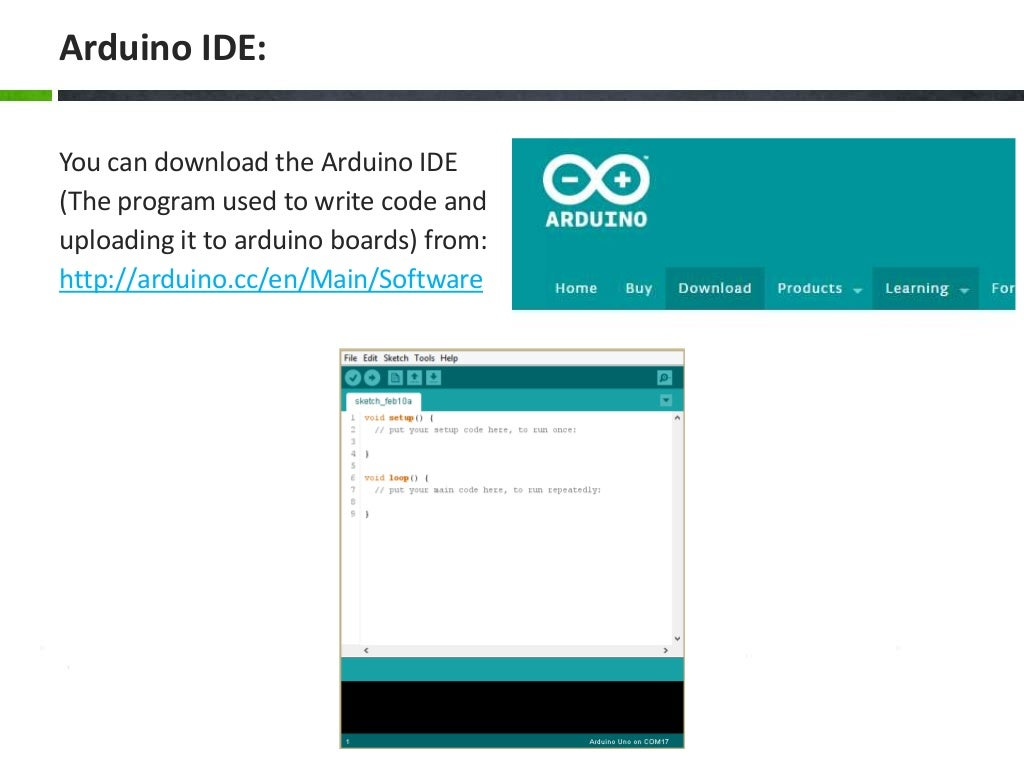 Arduino IDE:
You can download the Arduino IDE
(The program used to write code and
uploading it to arduino boards) from:
http://arduino.cc/en/Main/Software
ARDUINO
Home Buy Download Products Learning For
File Edit Sketch Tools Help
sketch_feb10a
1 void setup() {
2 // put your setup code here, to run once:
3
4 }
5
6 void loop() {
7 // put your main code here, to run repeatedly:
8
9 }
1 Arduino Uno on COM17